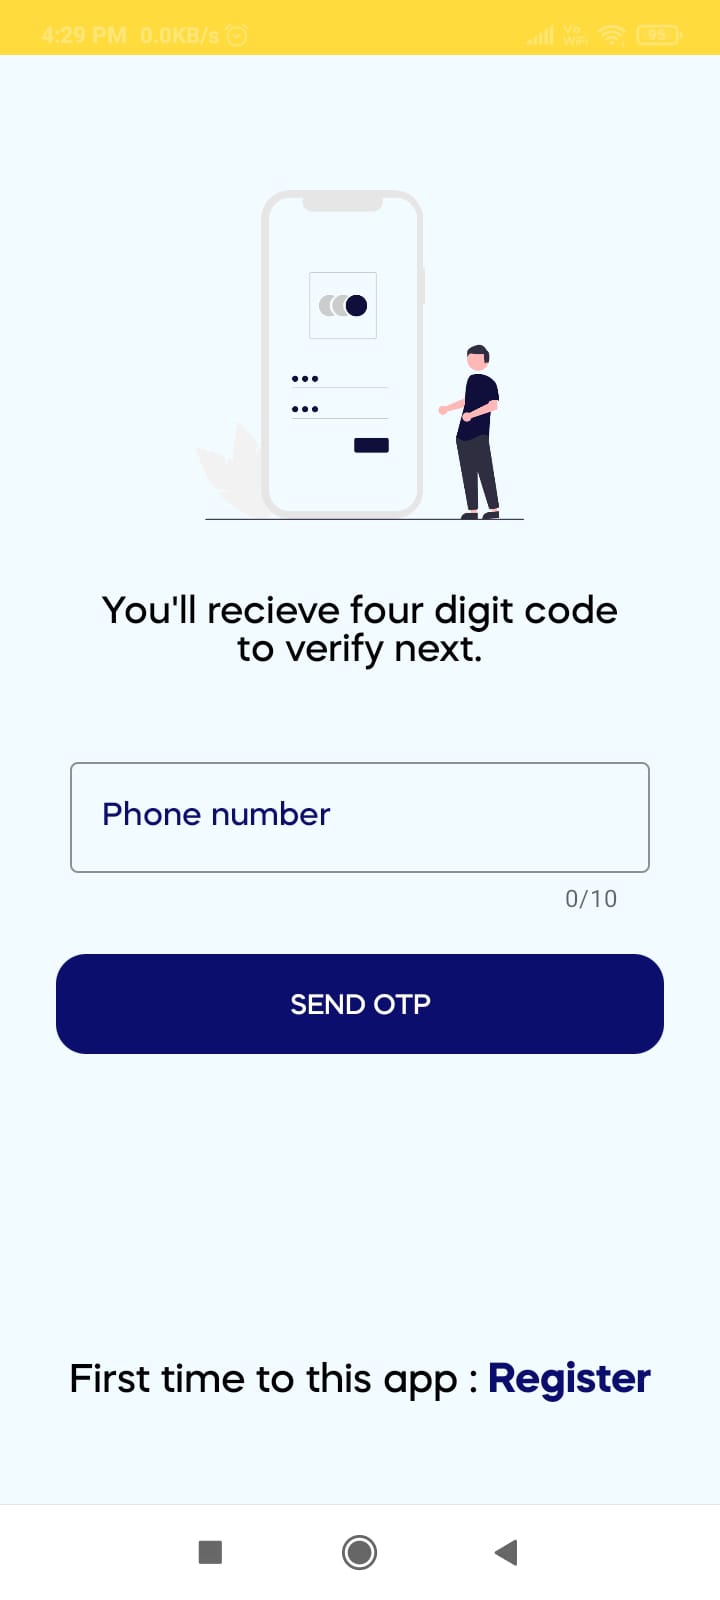 4:29 PM 0.0KB/s
Vo
WiFi
95
You'll recieve four digit code
to verify next.
Phone number
0/10
SEND OTP
First time to this app : Register